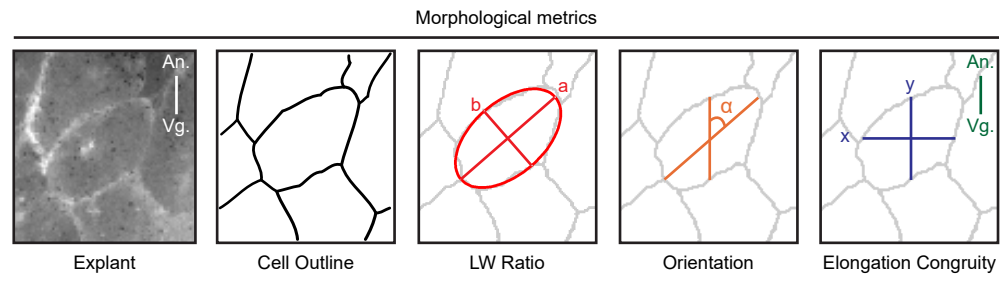 Morphological metrics
An.
Vg.
Explant
Cell Outline
a
b
LW Ratio
α
Orientation
An.
Vg.
y
x
Elongation Congruity